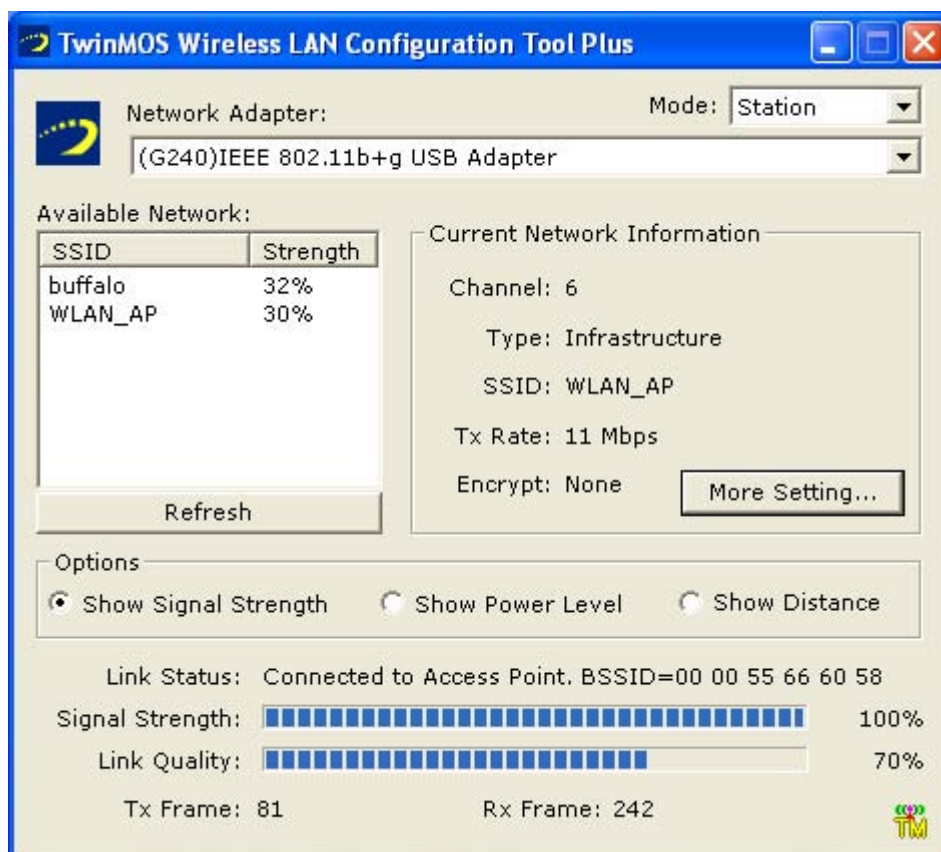 TwinMOS Wireless LAN Configuration Tool Plus
Network Adapter:
Mode: Station
(G240)IEEE 802.11b+g USB Adapter
Available Network:
SSID Strength
buffalo 32%
WLAN_AP 30%
Refresh
Current Network Information
Channel: 6
Type: Infrastructure
SSID: WLAN_AP
Tx Rate: 11 Mbps
Encrypt: None
More Setting...
Options
Show Signal Strength Show Power Level Show Distance
Link Status: Connected to Access Point. BSSID=00 00 55 66 60 58
Signal Strength: 100%
Link Quality: 70%
Tx Frame: 81 Rx Frame: 242
TM